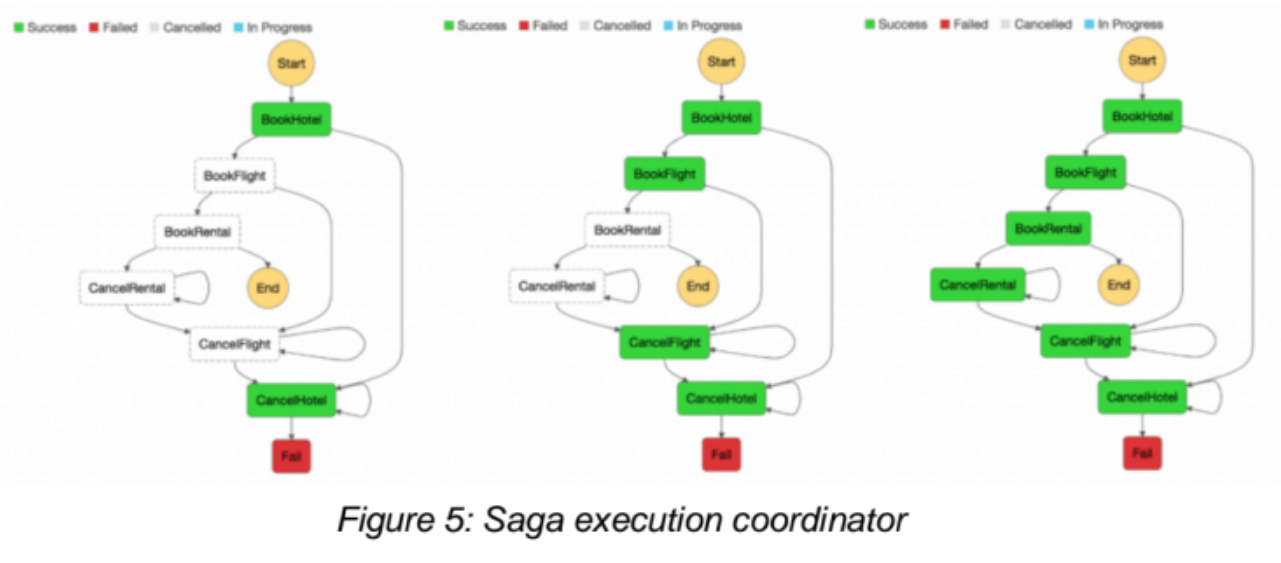 Success Failed Cancelled In Progress
Start
BookHotel
BookFlight
BookRental
CancelRental
End
CancelFlight
CancelHotel
Fail
Success Failed Cancelled In Progress
Start
BookHotel
BookFlight
BookRental
CancelRental
End
CancelFlight
CancelHotel
Fail
Success Failed Cancelled In Progress
Start
BookHotel
BookFlight
BookRental
CancelRental
End
CancelFlight
CancelHotel
Fail
Figure 5: Saga execution coordinator